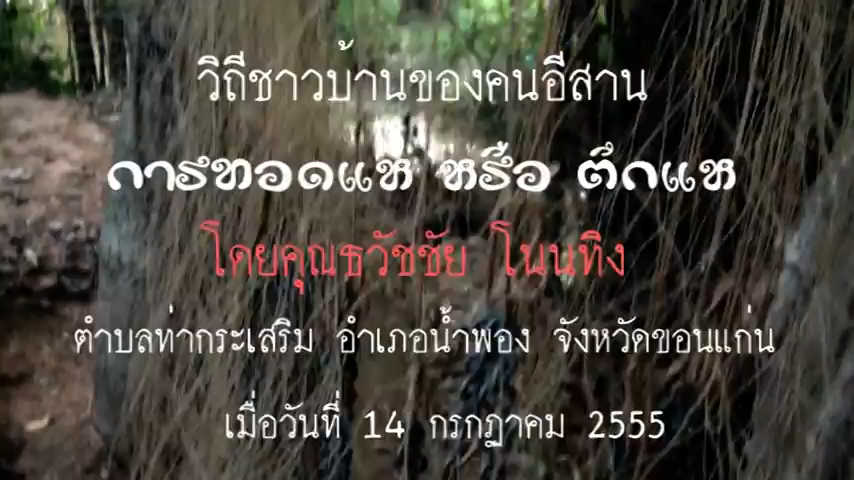 วิถีชาวบ้านของคนอีสาน
การทอดแห หรือ ตึกแห
โดยคุณธวัชชัย โนนทิง
ตำบลท่ากระเสริม อำเภอน้ำพอง จังหวัดขอนแก่น
เมื่อวันที่ 14 กรกฎาคม 2555